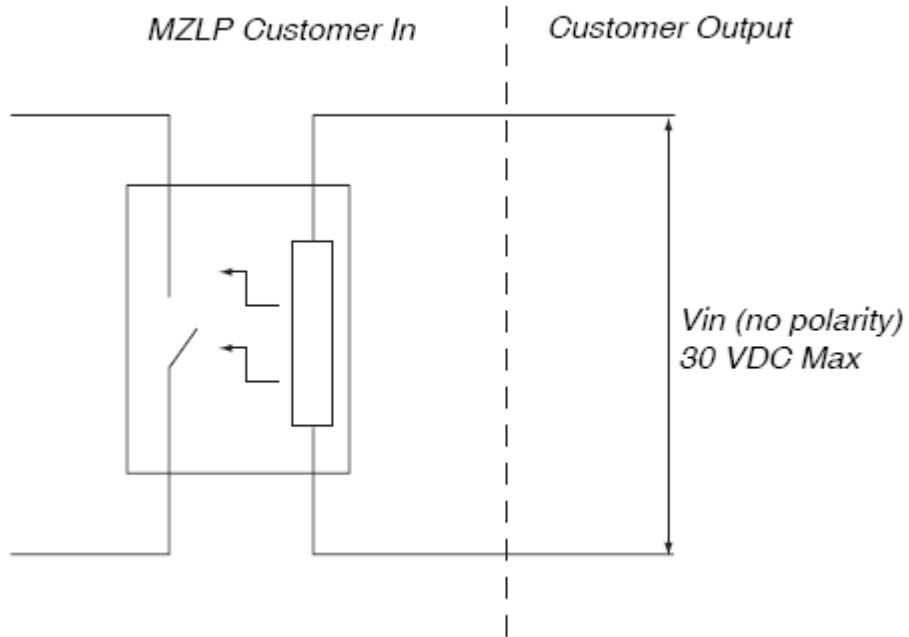 MZLP Customer In
Customer Output
Vin (no polarity)
30 VDC Max